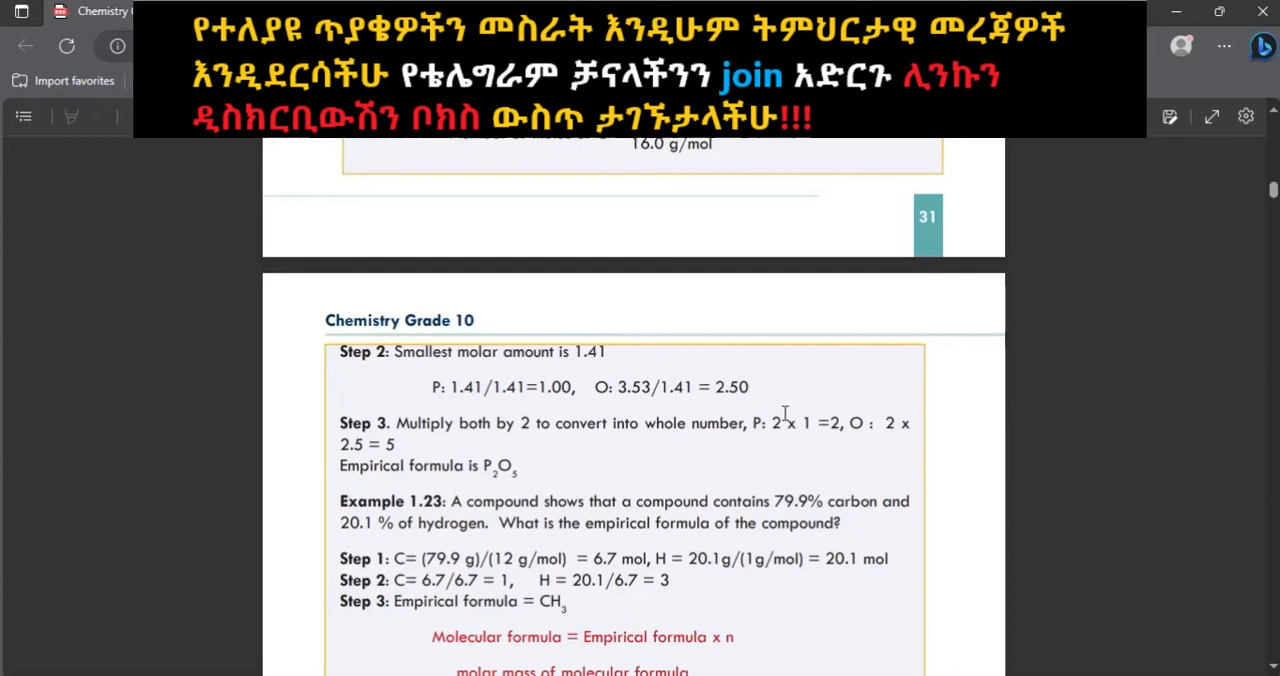 Chemistry
Import favorites
የተለያዩ ጥያቄዎችን መስራት እንዲሁም ትምህርታዊ መረጃዎች
እንዲደርሳችሁ የቴሌግራም ቻናላችንን join አድርጉ ሊንኩን
ዲስክርቢውሽን ቦክስ ውስጥ ታገኙታላችሁ!!!
16.0 g/mol
31
Chemistry Grade 10
Step 2: Smallest molar amount is 1.41
P: 1.41/1.41=1.00, O: 3.53/1.41 = 2.50
Step 3. Multiply both by 2 to convert into whole number, P: 2 x 1 =2, O : 2 x
2.5 = 5
Empirical formula is P₂O₅
Example 1.23: A compound shows that a compound contains 79.9% carbon and
20.1 % of hydrogen. What is the empirical formula of the compound?
Step 1: C= (79.9 g)/(12 g/mol) = 6.7 mol, H = 20.1g/(1g/mol) = 20.1 mol
Step 2: C= 6.7/6.7 = 1, H = 20.1/6.7 = 3
Step 3: Empirical formula = CH₃
Molecular formula = Empirical formula x n
molar mass of molecular formula